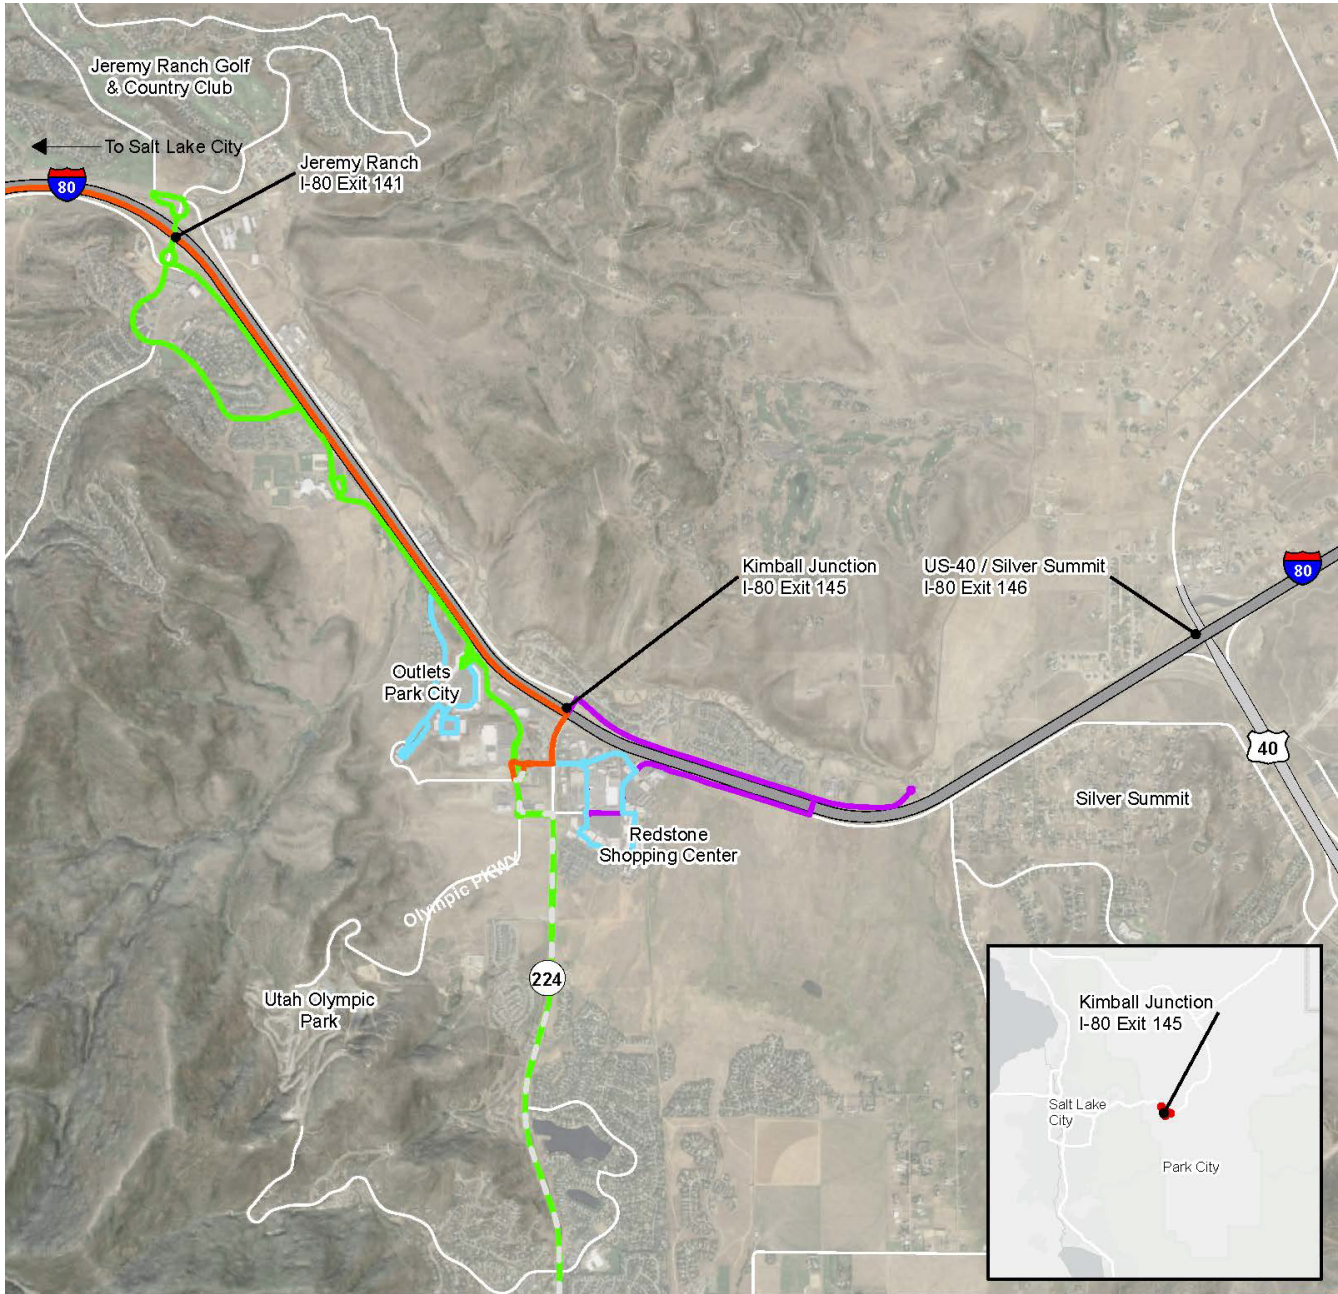 Jeremy Ranch Golf
& Country Club
To Salt Lake City
80
Jeremy Ranch
I-80 Exit 141
Kimball Junction
I-80 Exit 145
US-40 / Silver Summit
I-80 Exit 146
80
Outlets
Park City
40
Silver Summit
Redstone
Shopping Center
Olympic PKWY
224
Utah Olympic
Park
Kimball Junction
I-80 Exit 145
Salt Lake
City
Park City